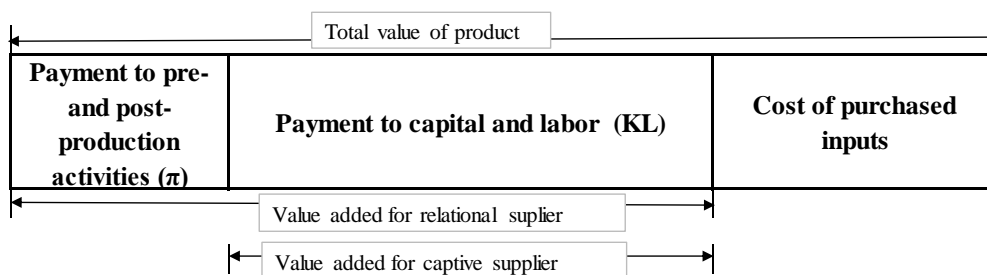 Total value of product
Payment to pre-
and post-
production
activities (π)
Payment to capital and labor (KL)
Cost of purchased
inputs
Value added for relational suplier
Value added for captive supplier